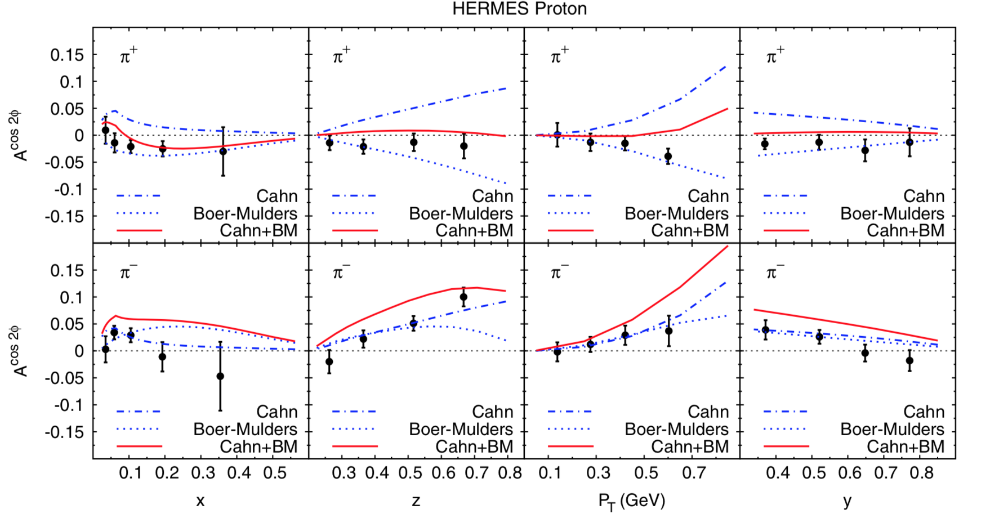 HERMES Proton
A^cos 2ϕ
0.15
0.1
0.05
0
-0.05
-0.1
-0.15
π⁺
Cahn
Boer-Mulders
Cahn+BM
π⁺
Cahn
Boer-Mulders
Cahn+BM
π⁺
Cahn
Boer-Mulders
Cahn+BM
π⁺
Cahn
Boer-Mulders
Cahn+BM
A^cos 2ϕ
0.15
0.1
0.05
0
-0.05
-0.1
-0.15
π⁻
Cahn
Boer-Mulders
Cahn+BM
π⁻
Cahn
Boer-Mulders
Cahn+BM
π⁻
Cahn
Boer-Mulders
Cahn+BM
π⁻
Cahn
Boer-Mulders
Cahn+BM
0.1 0.2 0.3 0.4 0.5
0.3 0.4 0.5 0.6 0.7 0.8
0.1 0.3 0.5 0.7
0.4 0.5 0.6 0.7 0.8
x
z
P_T (GeV)
y